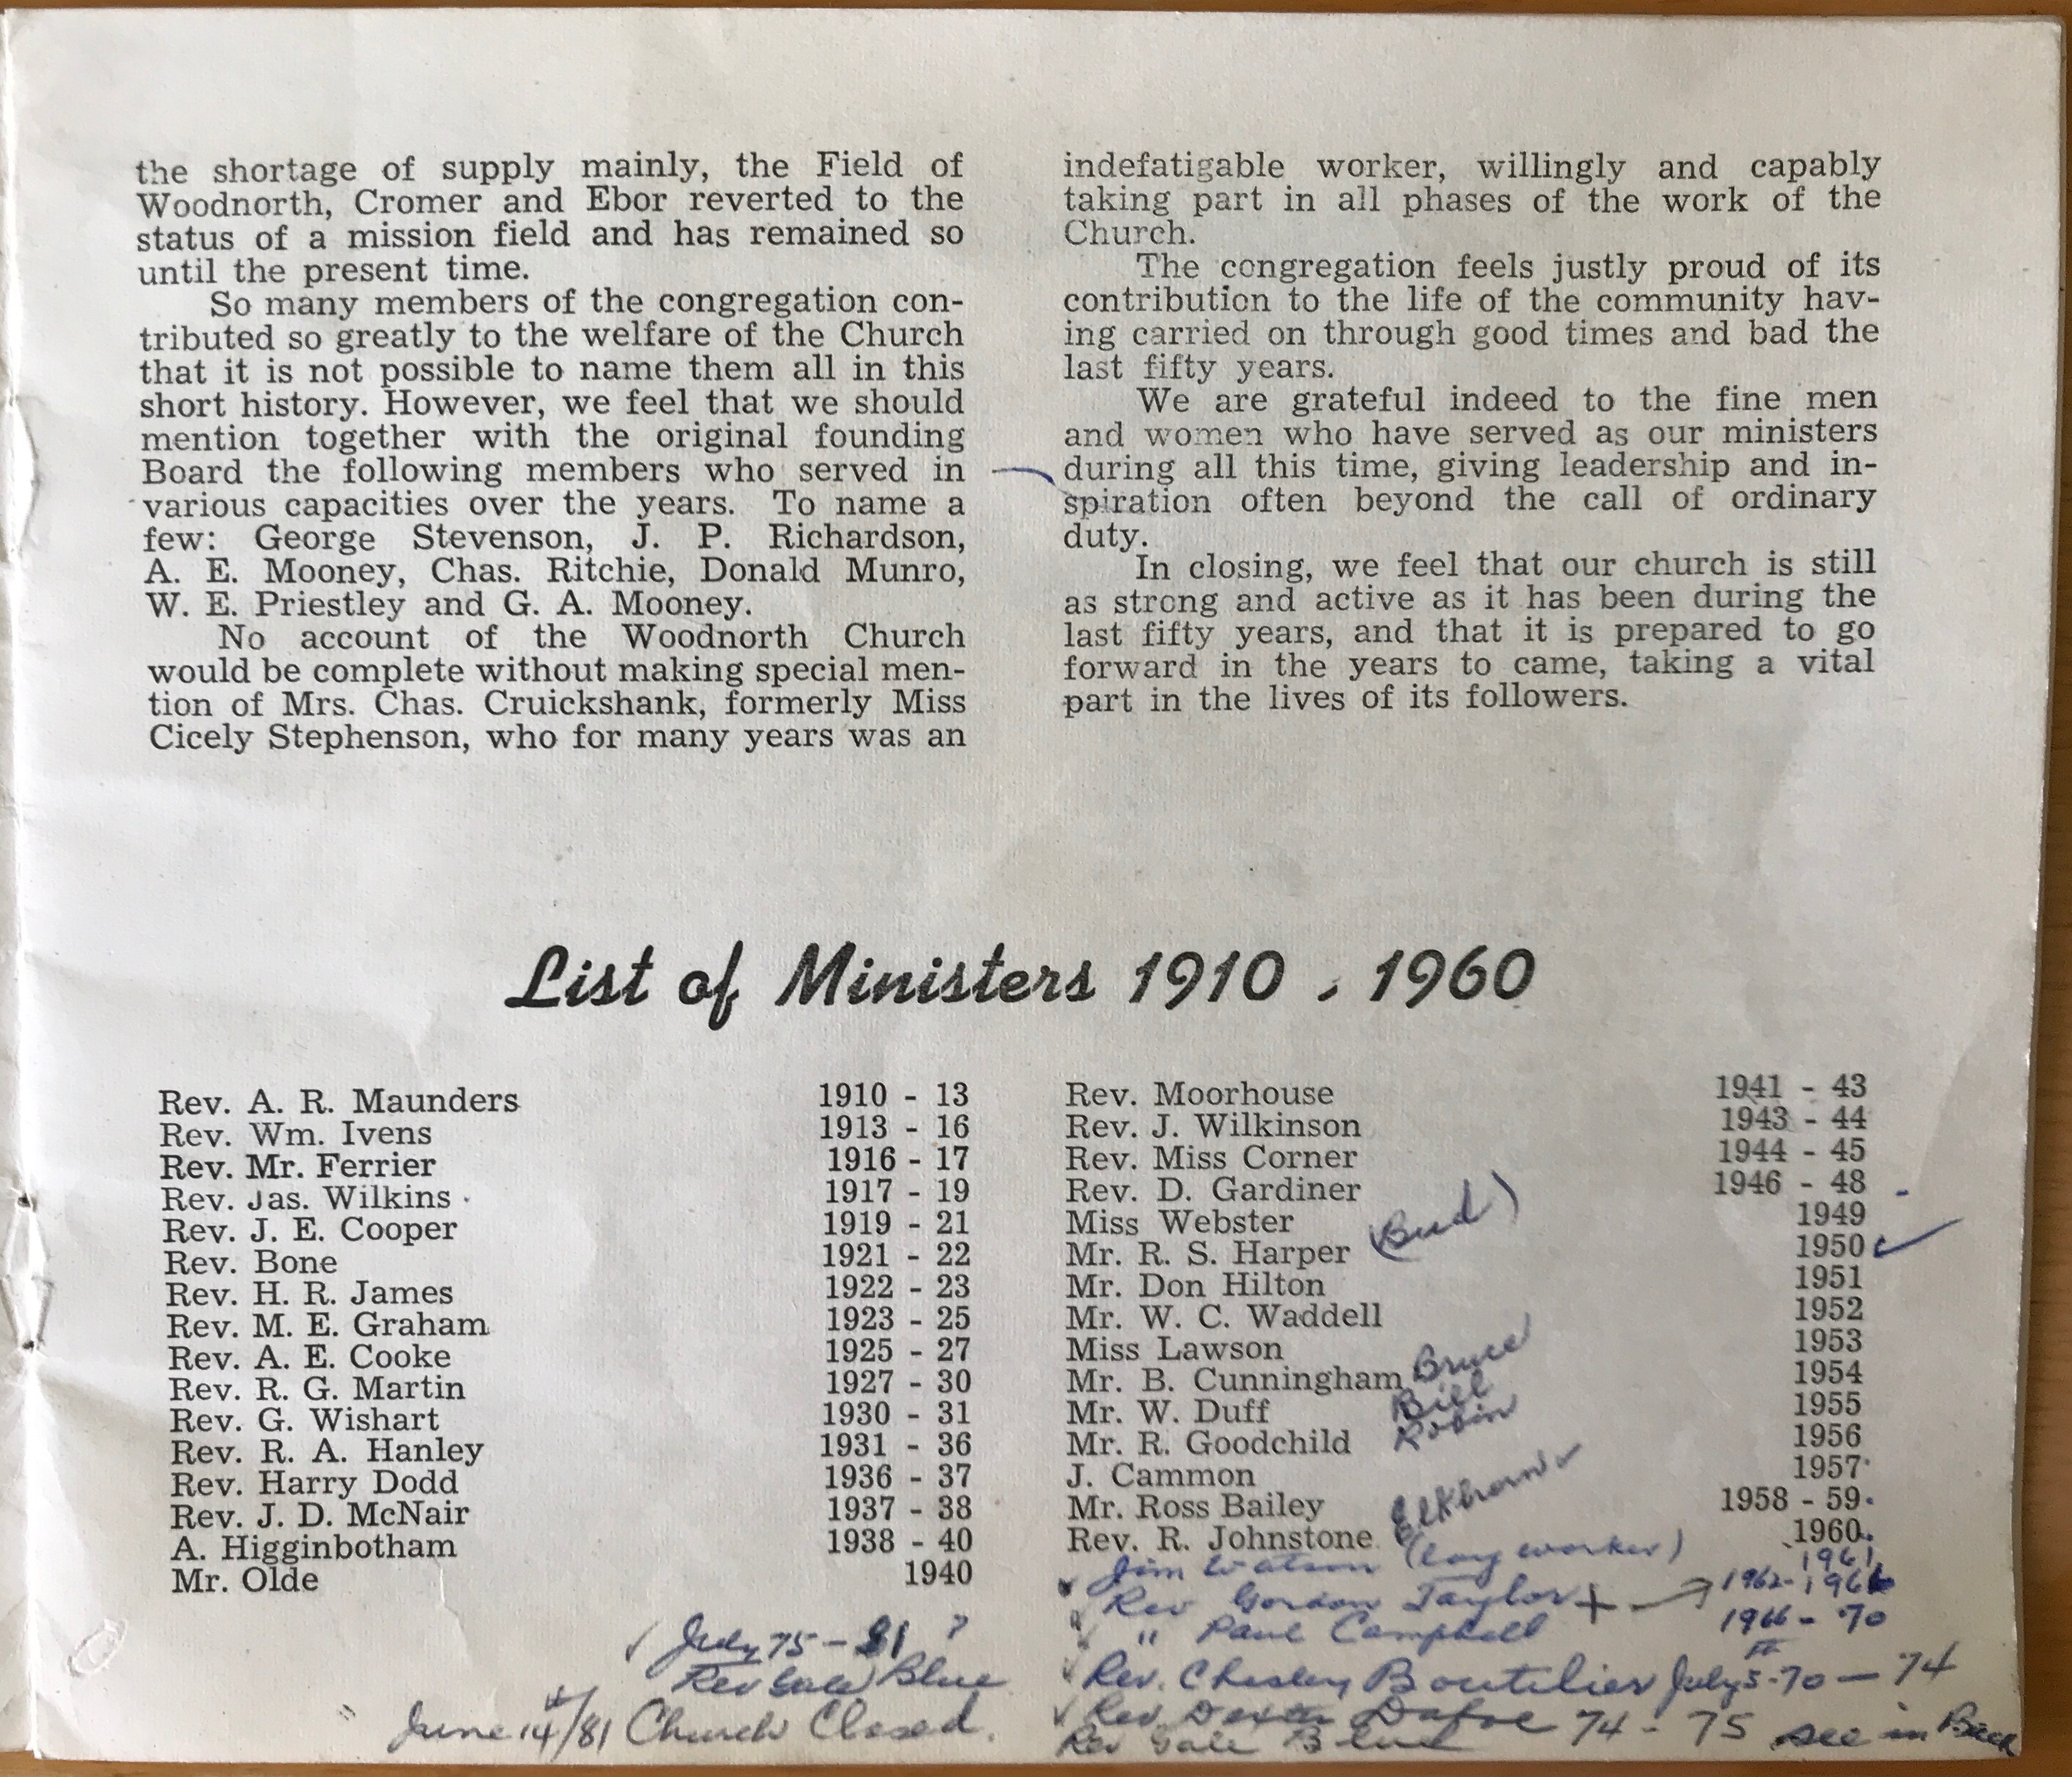 the shortage of supply mainly, the Field of
Woodnorth, Cromer and Ebor reverted to the
status of a mission field and has remained so
until the present time.
So many members of the congregation con-
tributed so greatly to the welfare of the Church
that it is not possible to name them all in this
short history. However, we feel that we should
mention together with the original founding
Board the following members who served in
various capacities over the years. To name a
few: George Stevenson, J. P. Richardson,
A. E. Mooney, Chas. Ritchie, Donald Munro,
W. E. Priestley and G. A. Mooney.
No account of the Woodnorth Church
would be complete without making special men-
tion of Mrs. Chas. Cruickshank, formerly Miss
Cicely Stephenson, who for many years was an
indefatigable worker, willingly and capably
taking part in all phases of the work of the
Church.
The congregation feels justly proud of its
contribution to the life of the community hav-
ing carried on through good times and bad the
last fifty years.
We are grateful indeed to the fine men
and women who have served as our ministers
during all this time, giving leadership and in-
spiration often beyond the call of ordinary
duty.
In closing, we feel that our church is still
as strong and active as it has been during the
last fifty years, and that it is prepared to go
forward in the years to came, taking a vital
part in the lives of its followers.
List of Ministers 1910 - 1960
Rev. A. R. Maunders 1910 - 13
Rev. Wm. Ivens 1913 - 16
Rev. Mr. Ferrier 1916 - 17
Rev. Jas. Wilkins 1917 - 19
Rev. J. E. Cooper 1919 - 21
Rev. Bone 1921 - 22
Rev. H. R. James 1922 - 23
Rev. M. E. Graham 1923 - 25
Rev. A. E. Cooke 1925 - 27
Rev. R. G. Martin 1927 - 30
Rev. G. Wishart 1930 - 31
Rev. R. A. Hanley 1931 - 36
Rev. Harry Dodd 1936 - 37
Rev. J. D. McNair 1937 - 38
A. Higginbotham 1938 - 40
Mr. Olde 1940
July 75 - 81 ?
Rev Gale Blue
June 14/81 Church Closed.
Rev. Moorhouse 1941 - 43
Rev. J. Wilkinson 1943 - 44
Rev. Miss Corner 1944 - 45
Rev. D. Gardiner 1946 - 48
Miss Webster 1949
Mr. R. S. Harper (Bud) 1950
Mr. Don Hilton 1951
Mr. W. C. Waddell 1952
Miss Lawson 1953
Mr. B. Cunningham Bruce 1954
Mr. W. Duff Bill 1955
Mr. R. Goodchild Robin 1956
J. Cammon 1957
Mr. Ross Bailey Elkhorn 1958 - 59
Rev. R. Johnstone 1960
Jim Watson (lay worker) 1961
Rev Gordon Taylor + 1962-1966
" Paul Campbell 1966 - 70
Rev. Chesley Boutilier July 5-70 - 74
Rev Dexter Dafoe 74 - 75 see in Back
Rev Gale Blue